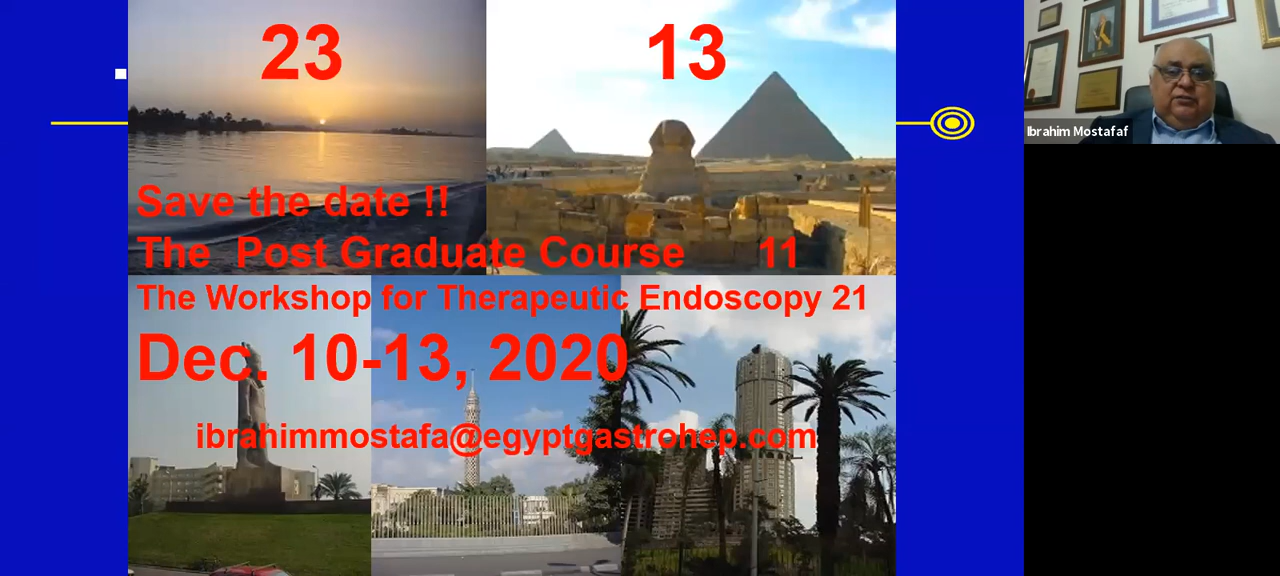 23
13
Save the date !!
The Post Graduate Course 11
The Workshop for Therapeutic Endoscopy 21
Dec. 10-13, 2020
ibrahimmostafa@egyptgastrohep.com
Ibrahim Mostafaf